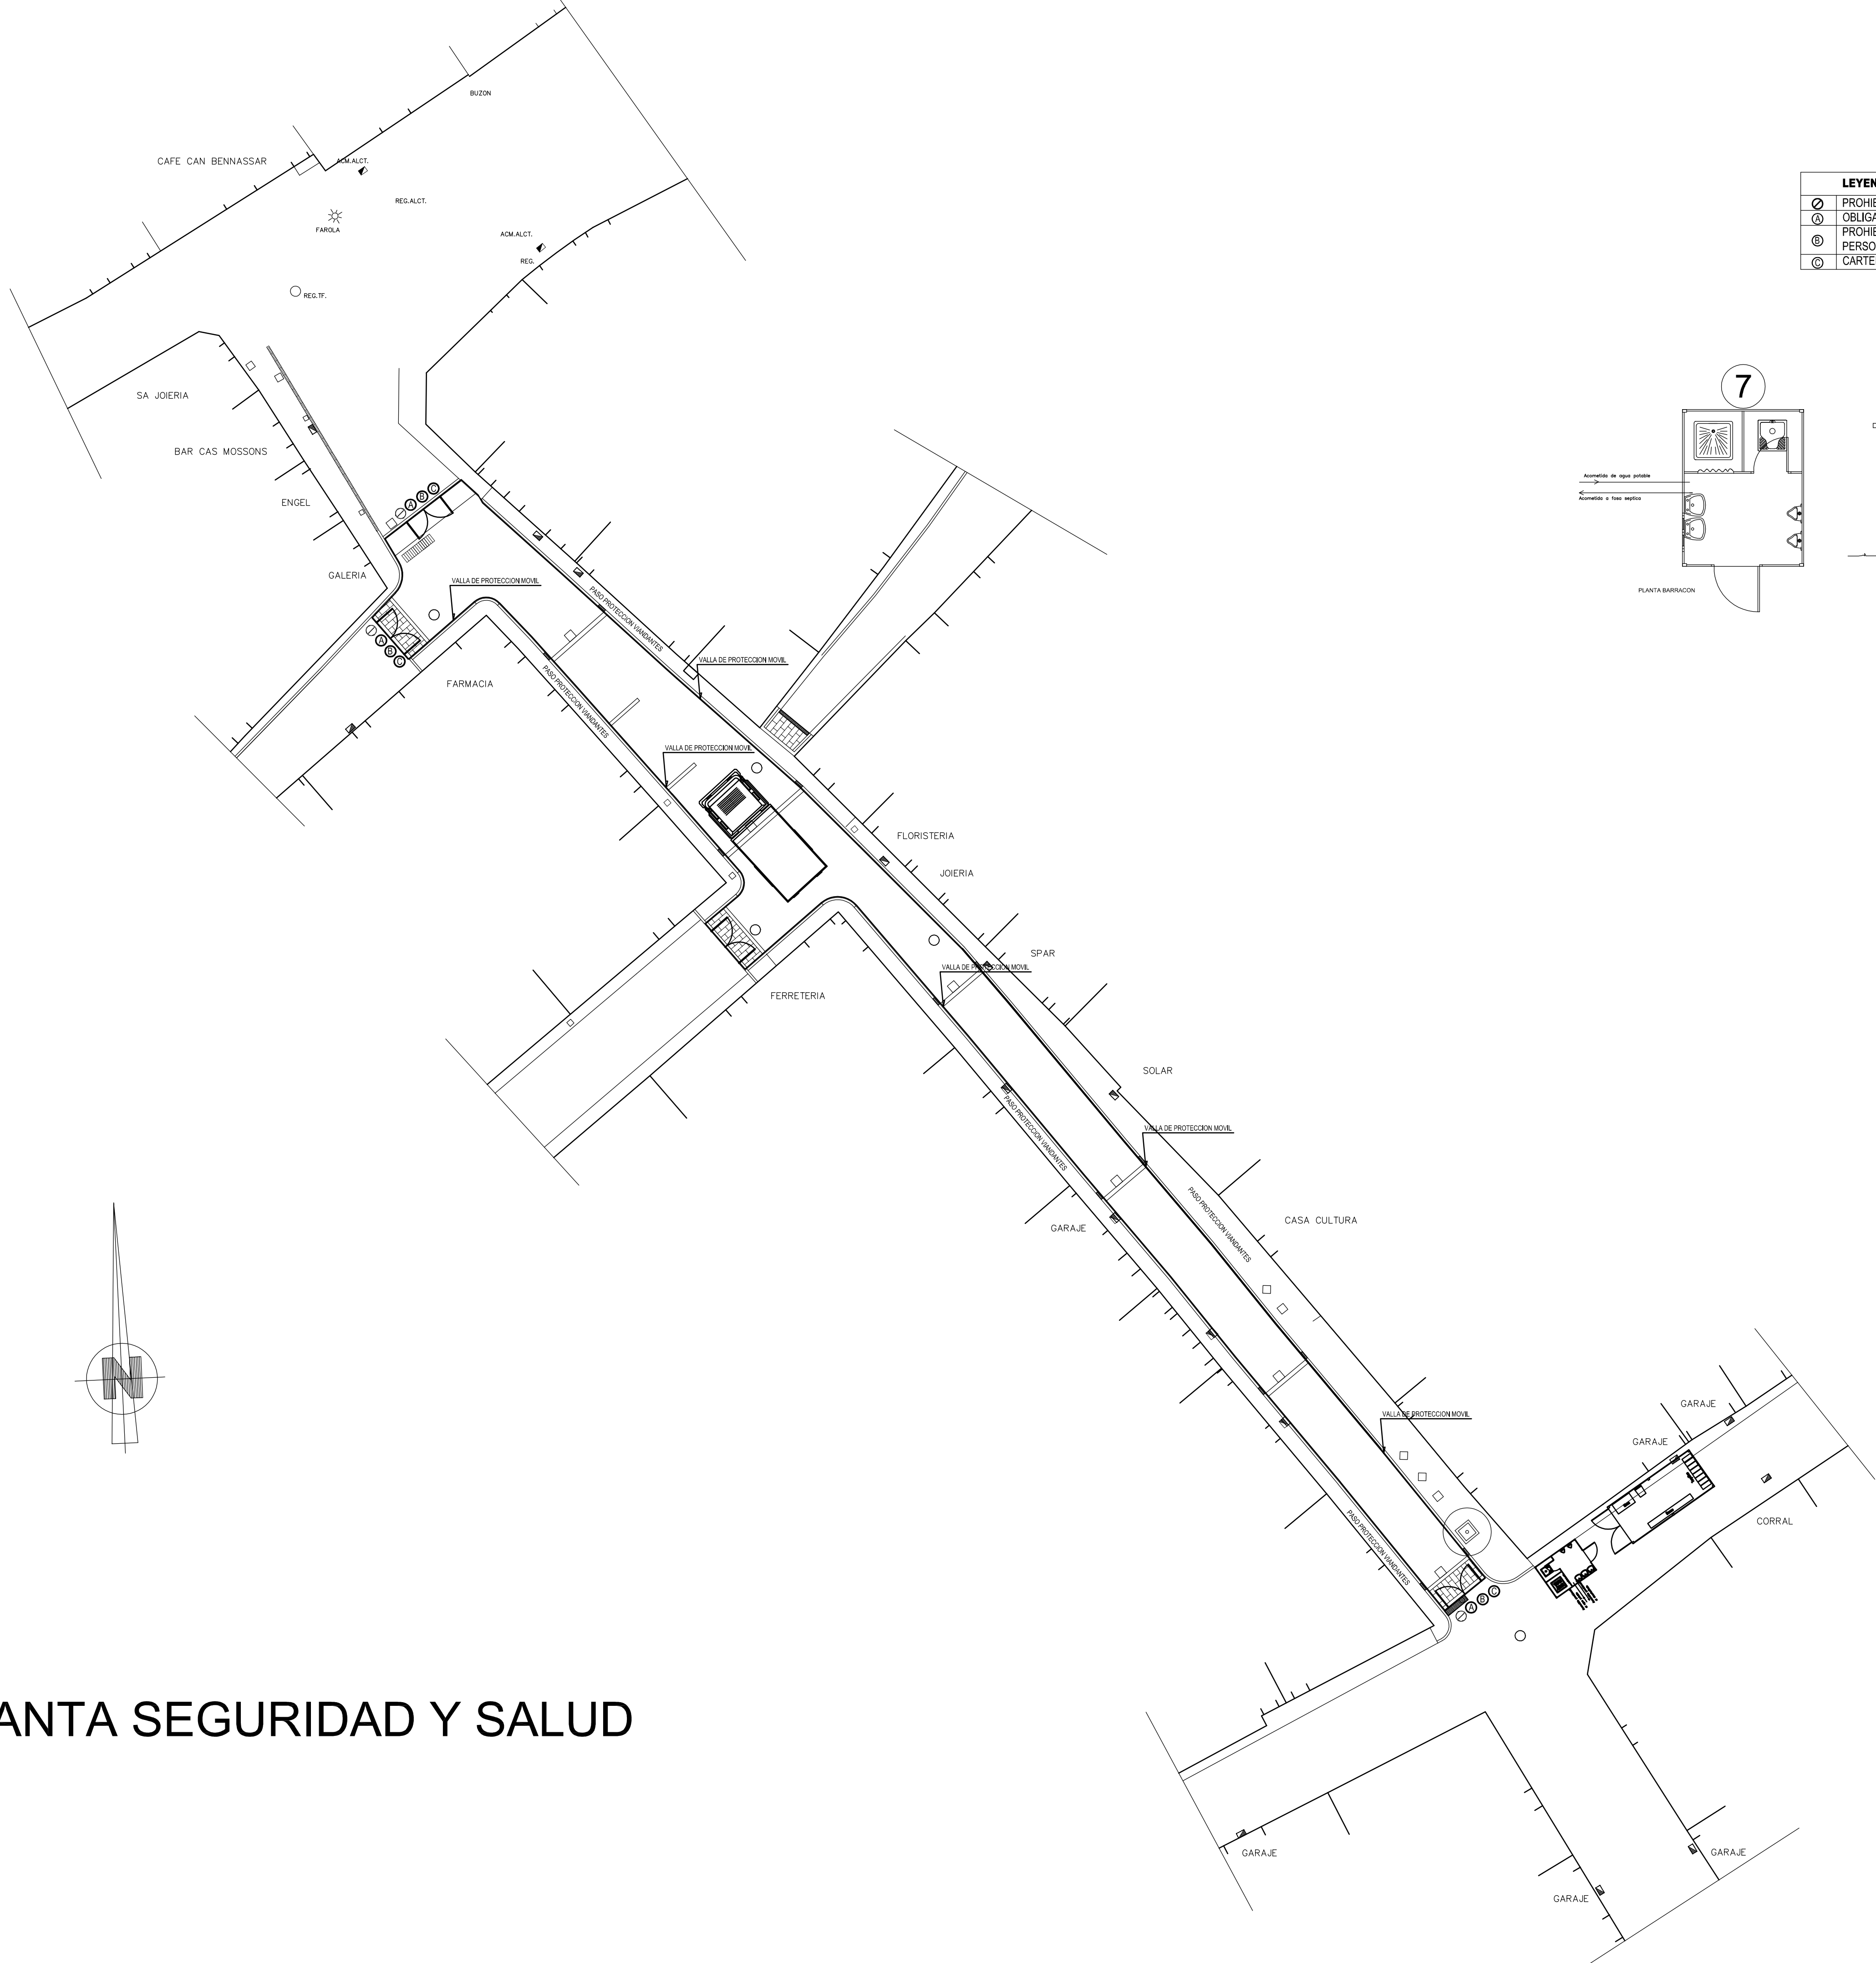 BUZON
CAFE CAN BENNASSAR
ACM.ALCT.
REG.ALCT.
FAROLA
ACM.ALCT.
REG.
REG.TF.
SA JOIERIA
BAR CAS MOSSONS
ENGEL
GALERIA
A
B
C
A
B
C
VALLA DE PROTECCION MOVIL
PASO PROTECCION VIANDANTES
FARMACIA
PASO PROTECCION VIANDANTES
VALLA DE PROTECCION MOVIL
VALLA DE PROTECCION MOVIL
FLORISTERIA
JOIERIA
SPAR
VALLA DE PROTECCION MOVIL
FERRETERIA
SOLAR
PASO PROTECCION VIANDANTES
VALLA DE PROTECCION MOVIL
PASO PROTECCION VIANDANTES
CASA CULTURA
GARAJE
VALLA DE PROTECCION MOVIL
GARAJE
GARAJE
CORRAL
PASO PROTECCION VIANDANTES
A
B
C
GARAJE
GARAJE
GARAJE
N
ANTA SEGURIDAD Y SALUD
LEYEN
PROHIE
A OBLIGA
B PROHIE
PERSO
C CARTE
7
Acometida de agua potable
Acometida a fosa septica
PLANTA BARRACON